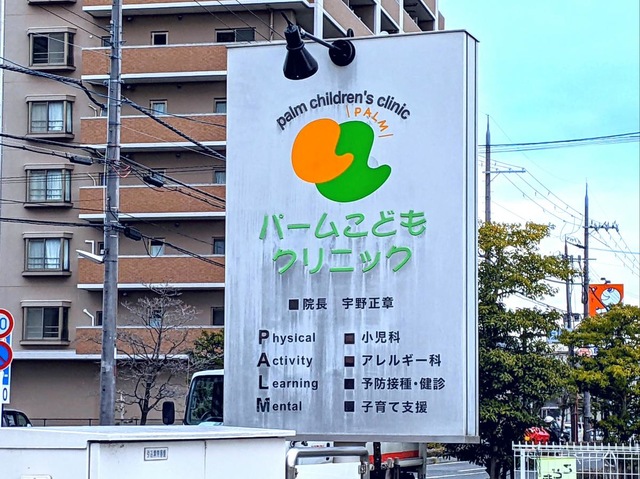 palm children's clinic
PALM
パームこども
クリニック
■院長 宇野正章
Physical ■小児科
Activity ■アレルギー科
Learning ■予防接種・健診
Mental ■子育て支援